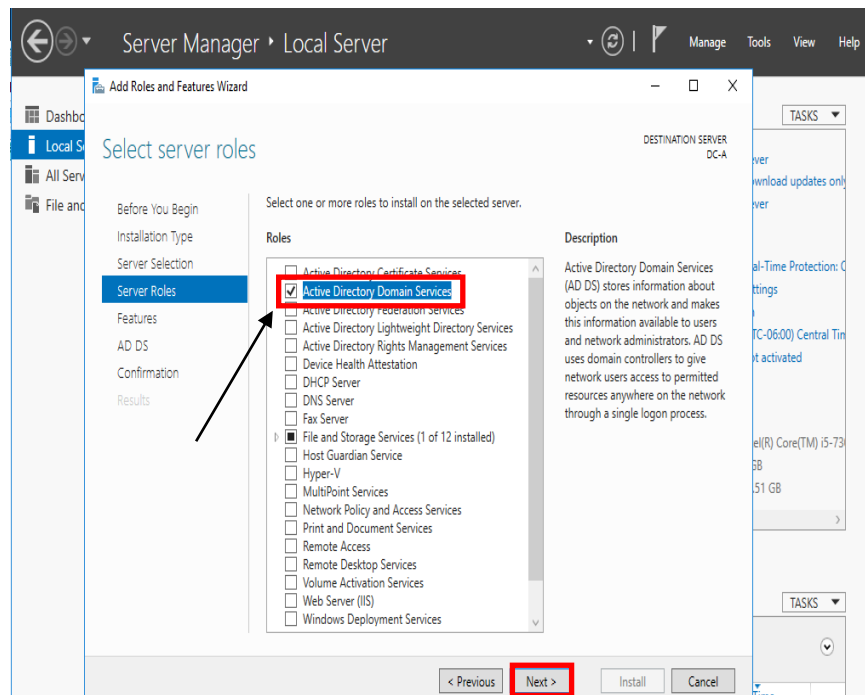 Server Manager ‣ Local Server
Manage
Tools
View
Help
Dashbo
Local Se
All Serv
File and
TASKS
Add Roles and Features Wizard
Select server roles
DESTINATION SERVER
DC-A
Before You Begin
Installation Type
Server Selection
Server Roles
Features
AD DS
Confirmation
Results
Select one or more roles to install on the selected server.
Roles
Active Directory Certificate Services
Active Directory Domain Services
Active Directory Federation Services
Active Directory Lightweight Directory Services
Active Directory Rights Management Services
Device Health Attestation
DHCP Server
DNS Server
Fax Server
File and Storage Services (1 of 12 installed)
Host Guardian Service
Hyper-V
MultiPoint Services
Network Policy and Access Services
Print and Document Services
Remote Access
Remote Desktop Services
Volume Activation Services
Web Server (IIS)
Windows Deployment Services
Description
Active Directory Domain Services
(AD DS) stores information about
objects on the network and makes
this information available to users
and network administrators. AD DS
uses domain controllers to give
network users access to permitted
resources anywhere on the network
through a single logon process.
< Previous
Next >
Install
Cancel
ever
ownload updates only
ever
al-Time Protection: O
ttings
TC-06:00) Central Tim
ot activated
el(R) Core(TM) i5-730
GB
.51 GB
TASKS